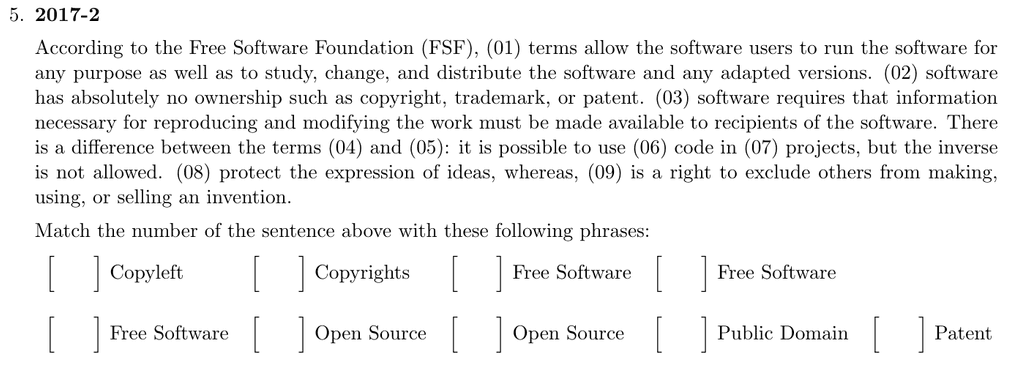 5. 2017-2
According to the Free Software Foundation (FSF), (01) terms allow the software users to run the software for
any purpose as well as to study, change, and distribute the software and any adapted versions. (02) software
has absolutely no ownership such as copyright, trademark, or patent. (03) software requires that information
necessary for reproducing and modifying the work must be made available to recipients of the software. There
is a difference between the terms (04) and (05): it is possible to use (06) code in (07) projects, but the inverse
is not allowed. (08) protect the expression of ideas, whereas, (09) is a right to exclude others from making,
using, or selling an invention.
Match the number of the sentence above with these following phrases:
[ ] Copyleft [ ] Copyrights [ ] Free Software [ ] Free Software
[ ] Free Software [ ] Open Source [ ] Open Source [ ] Public Domain [ ] Patent